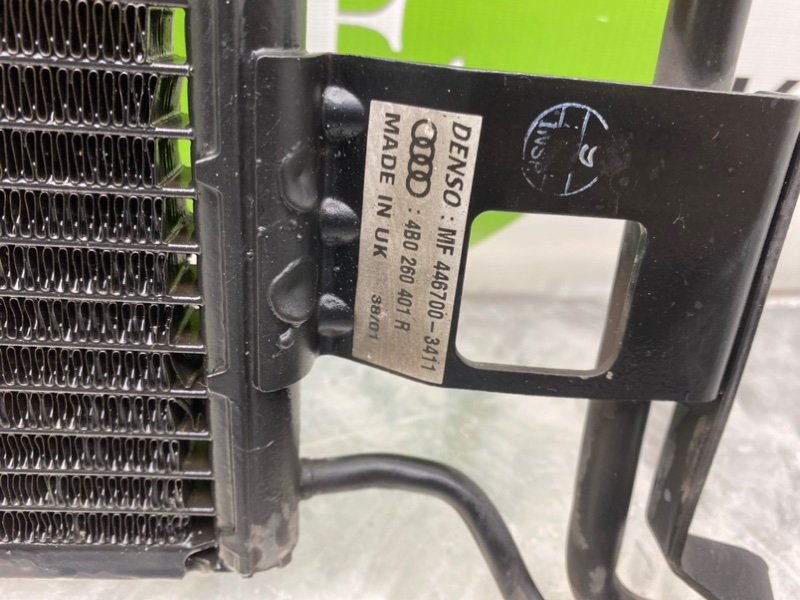 DENSO : MF 446700-3411
: 4B0 260 401 R
MADE IN UK 38/01